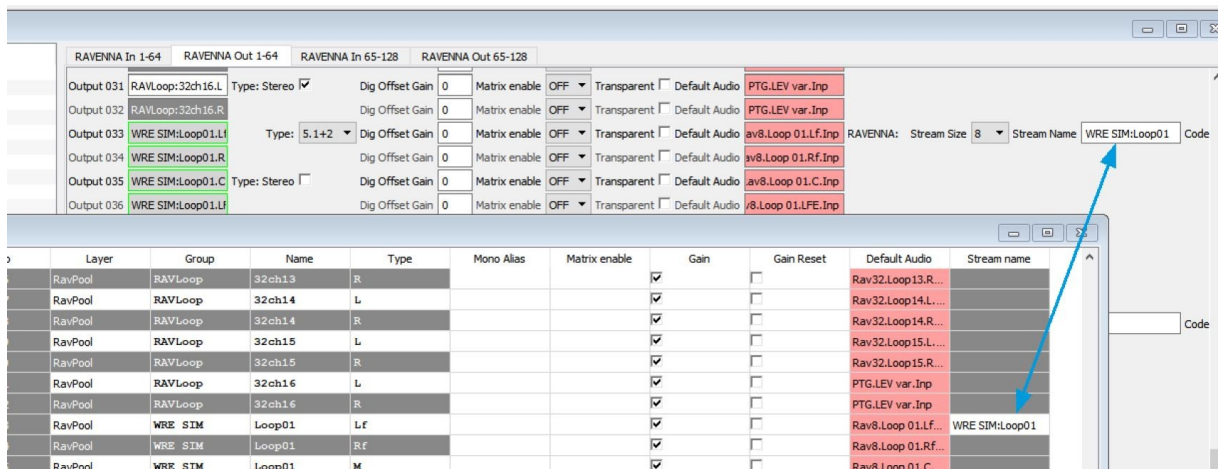 RAVENNA In 1-64 RAVENNA Out 1-64 RAVENNA In 65-128 RAVENNA Out 65-128
Output 031 RAVLoop:32ch16.L Type: Stereo Dig Offset Gain 0 Matrix enable OFF Transparent Default Audio PTG.LEV var.Inp
Output 032 RAVLoop:32ch16.R Dig Offset Gain 0 Matrix enable OFF Transparent Default Audio PTG.LEV var.Inp
Output 033 WRE SIM:Loop01.Lf Type: 5.1+2 Dig Offset Gain 0 Matrix enable OFF Transparent Default Audio av8.Loop 01.Lf.Inp RAVENNA: Stream Size 8 Stream Name WRE SIM:Loop01 Code
Output 034 WRE SIM:Loop01.R Dig Offset Gain 0 Matrix enable OFF Transparent Default Audio av8.Loop 01.Rf.Inp
Output 035 WRE SIM:Loop01.C Type: Stereo Dig Offset Gain 0 Matrix enable OFF Transparent Default Audio .av8.Loop 01.C.Inp
Output 036 WRE SIM:Loop01.Lf Dig Offset Gain 0 Matrix enable OFF Transparent Default Audio /8.Loop 01.LFE.Inp
Layer Group Name Type Mono Alias Matrix enable Gain Gain Reset Default Audio Stream name
RavPool RAVLoop 32ch13 R Rav32.Loop13.R...
RavPool RAVLoop 32ch14 L Rav32.Loop14.L...
RavPool RAVLoop 32ch14 R Rav32.Loop14.R...
Code
RavPool RAVLoop 32ch15 L Rav32.Loop15.L...
RavPool RAVLoop 32ch15 R Rav32.Loop15.R...
RavPool RAVLoop 32ch16 L PTG.LEV var.Inp
RavPool RAVLoop 32ch16 R PTG.LEV var.Inp
RavPool WRE SIM Loop01 Lf Rav8.Loop 01.Lf... WRE SIM:Loop01
RavPool WRE SIM Loop01 Rf Rav8.Loop 01.Rf...
RavPool WRE SIM Loop01 M Rav8.Loop 01.C...